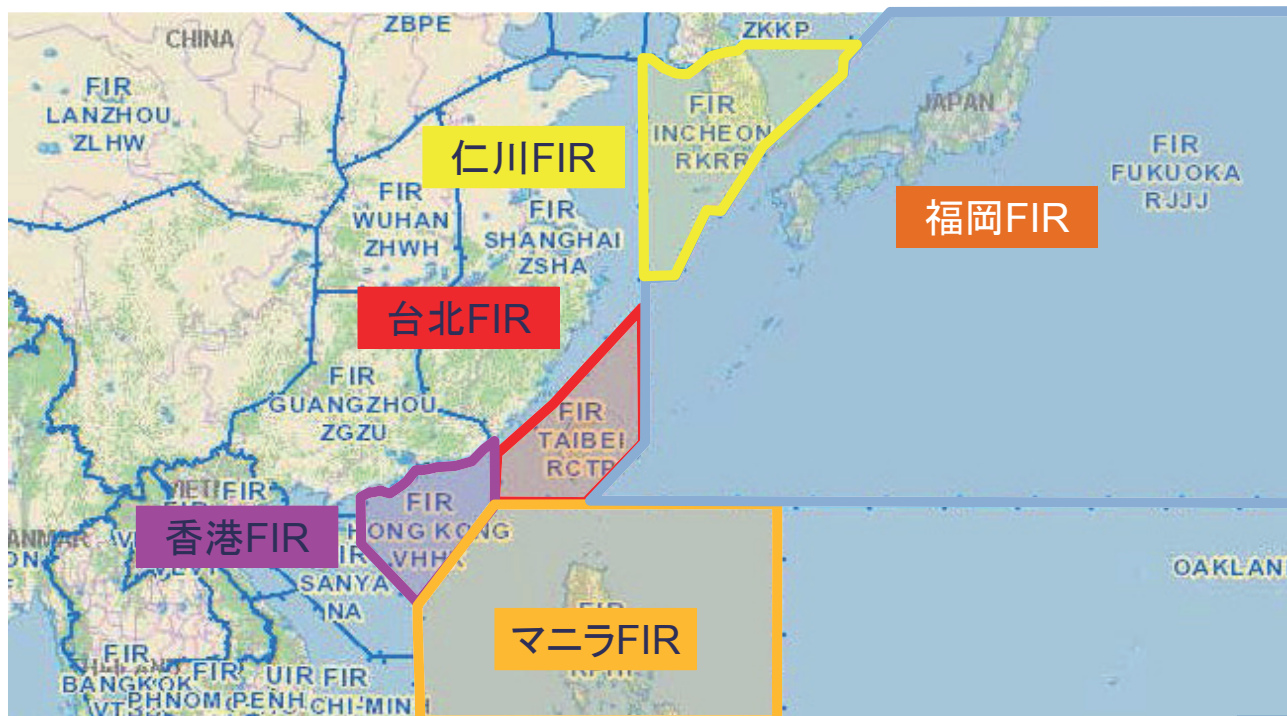 ZBPE
ZKKP
CHINA
FIR
LANZHOU
ZLHW
FIR
INCHEON
RKRR
JAPAN
FIR
FUKUOKA
RJJJ
仁川FIR
福岡FIR
FIR
WUHAN
ZHWH
FIR
SHANGHAI
ZSHA
台北FIR
FIR
GUANGZHOU
ZGZU
FIR
TAIBEI
RCTP
FIR
FIR
HONG KONG
香港FIR
SANYA
NA
OAKLAN
マニラFIR
FIR
BANGKOK
FIR
PHNOM
PENH
UIR FIR
CHI-MINH